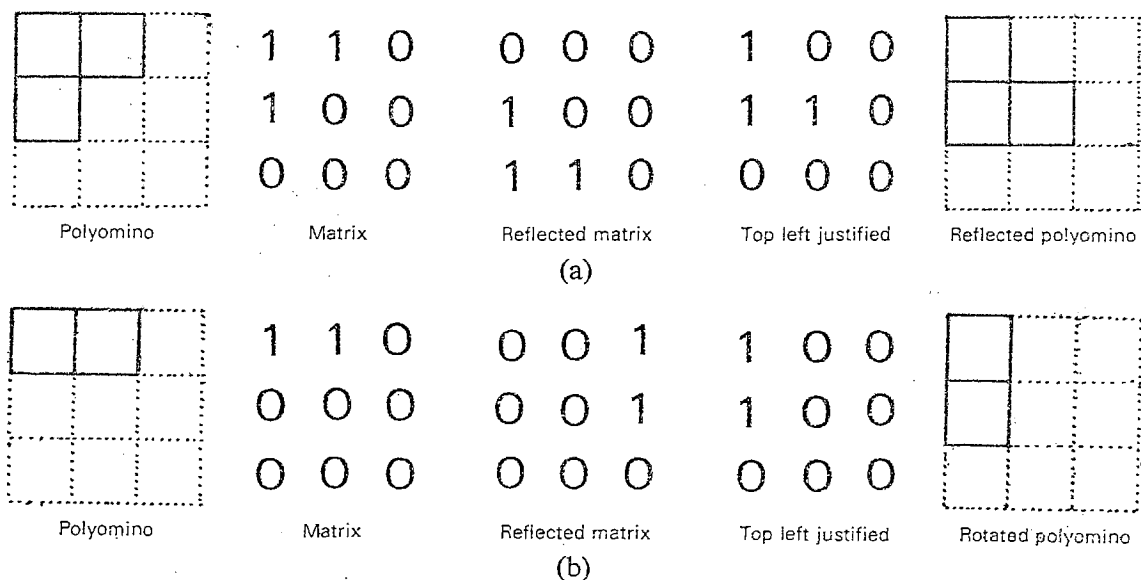 1 1 0 0 0 0 1 0 0
1 0 0 1 0 0 1 1 0
0 0 0 1 1 0 0 0 0
Polyomino Matrix Reflected matrix Top left justified Reflected polyomino
(a)
1 1 0 0 0 1 1 0 0
0 0 0 0 0 1 1 0 0
0 0 0 0 0 0 0 0 0
Polyomino Matrix Reflected matrix Top left justified Rotated polyomino
(b)